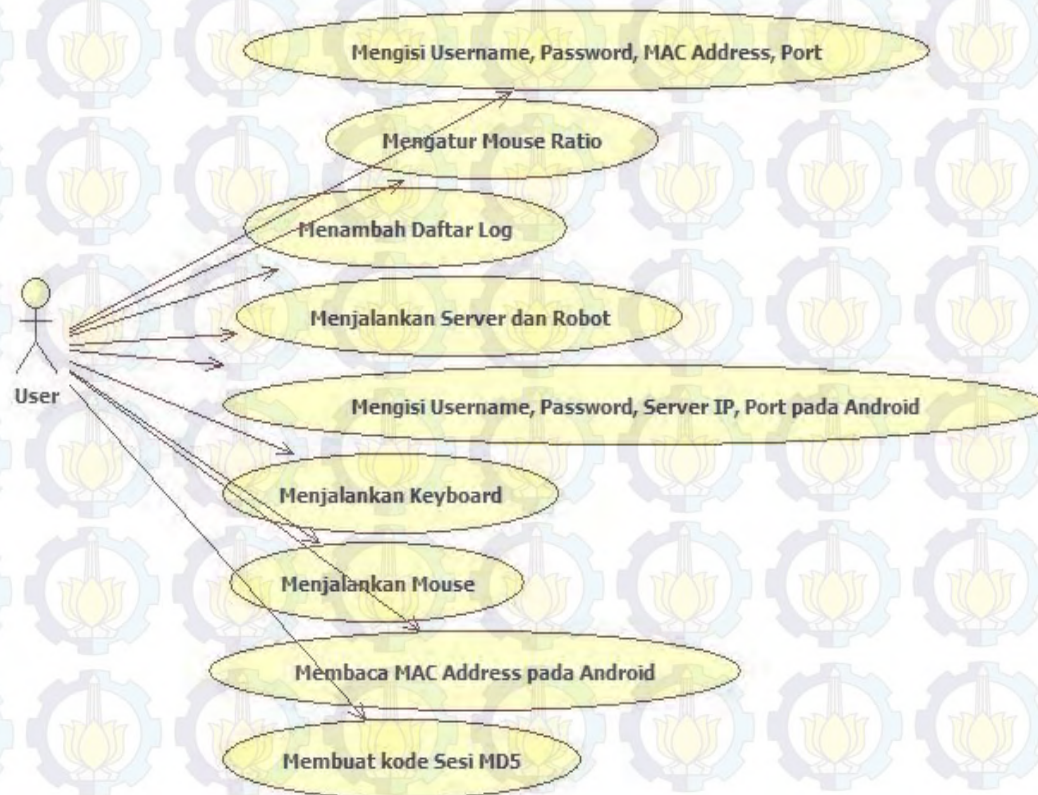 Mengisi Username, Password, MAC Address, Port
Mengatur Mouse Ratio
Menambah Daftar Log
Menjalankan Server dan Robot
User
Mengisi Username, Password, Server IP, Port pada Android
Menjalankan Keyboard
Menjalankan Mouse
Membaca MAC Address pada Android
Membuat kode Sesi MD5